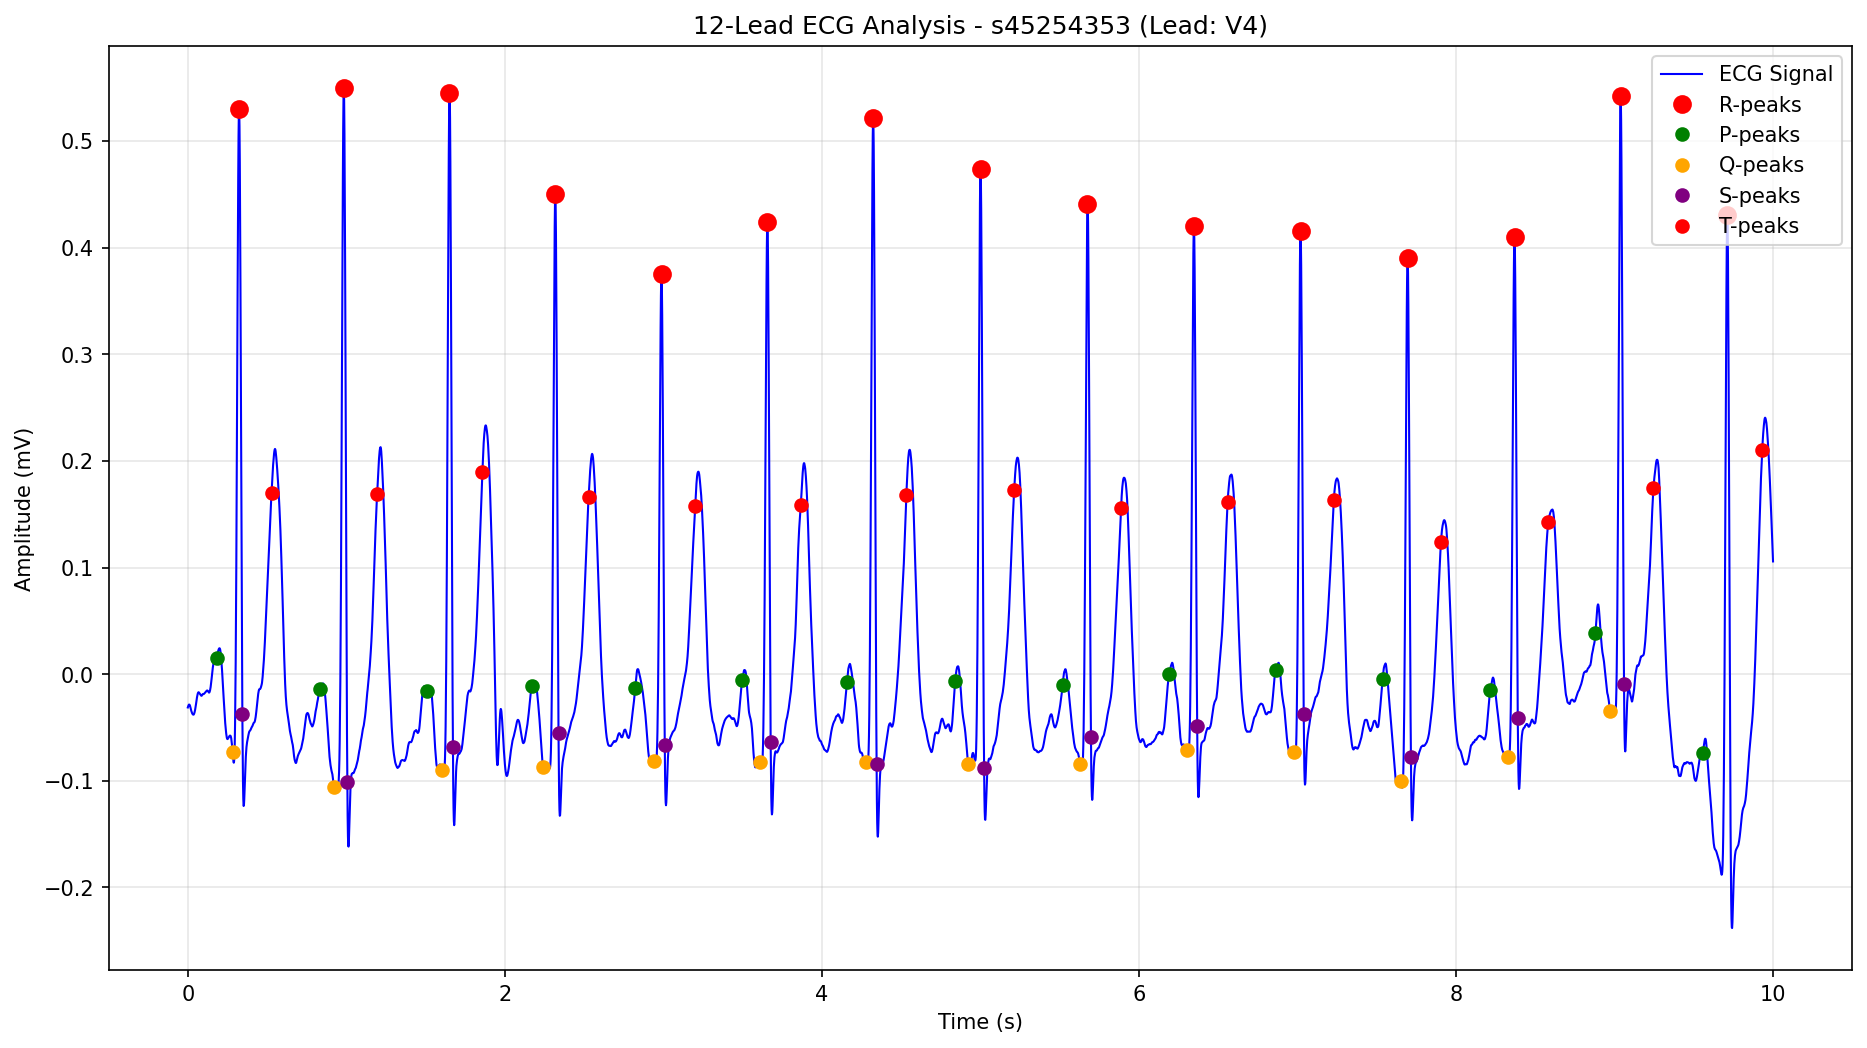 12-Lead ECG Analysis - s45254353 (Lead: V4)
ECG Signal
R-peaks
P-peaks
Q-peaks
S-peaks
T-peaks
Amplitude (mV)
0.5
0.4
0.3
0.2
0.1
0.0
−0.1
−0.2
0 2 4 6 8 10
Time (s)